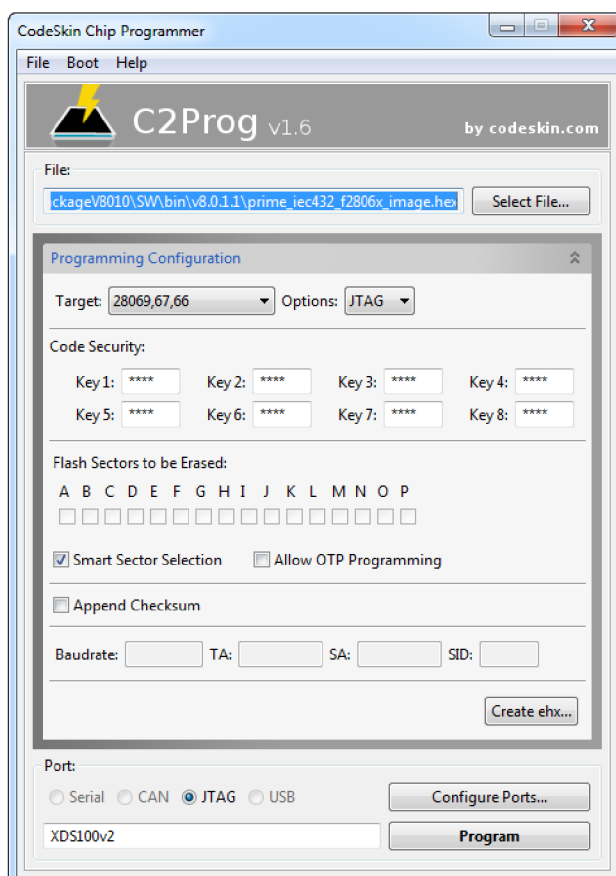 CodeSkin Chip Programmer
File Boot Help
C2Prog v1.6 by codeskin.com
File:
ckageV8010\SW\bin\v8.0.1.1\prime_iec432_f2806x_image.hex Select File...
Programming Configuration
Target: 28069,67,66 Options: JTAG
Code Security:
Key 1: **** Key 2: **** Key 3: **** Key 4: ****
Key 5: **** Key 6: **** Key 7: **** Key 8: ****
Flash Sectors to be Erased:
A B C D E F G H I J K L M N O P
Smart Sector Selection Allow OTP Programming
Append Checksum
Baudrate: TA: SA: SID:
Create ehx...
Port:
Serial CAN JTAG USB Configure Ports...
XDS100v2 Program